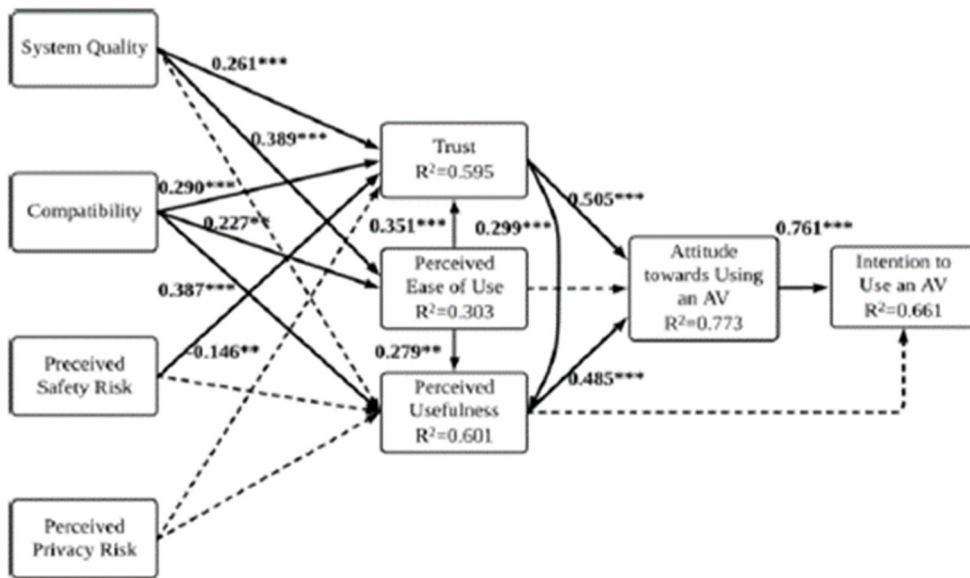 System Quality
0.261***
0.389***
Trust
R²=0.595
0.290***
Compatibility
0.227**
0.351***
0.299***
0.505***
0.761***
Perceived
Ease of Use
R²=0.303
Attitude
towards Using
an AV
R²=0.773
Intention to
Use an AV
R²=0.661
0.387***
-0.146**
0.279**
0.485***
Preceived
Safety Risk
Perceived
Usefulness
R²=0.601
Perceived
Privacy Risk